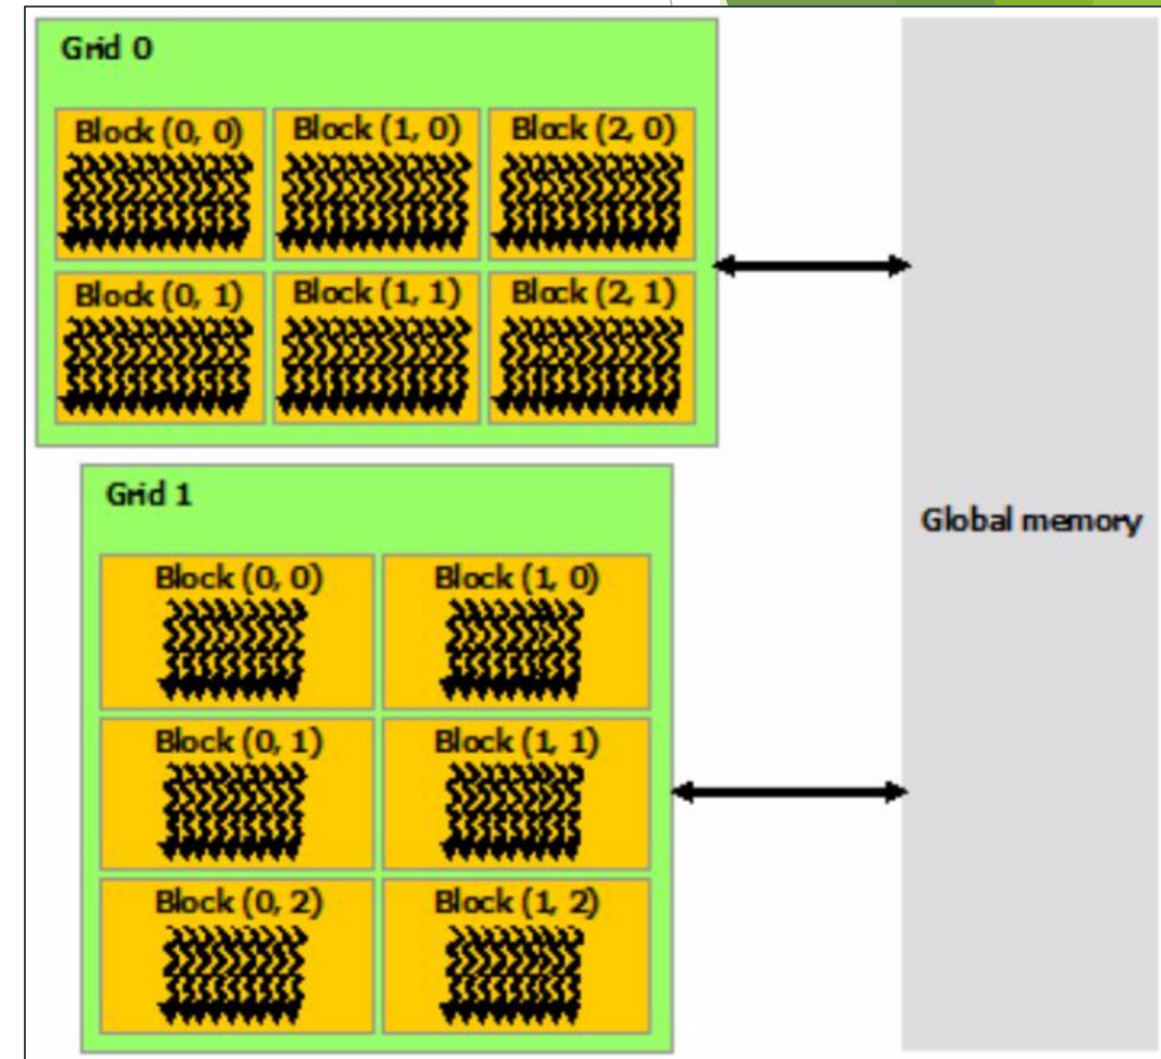 Grid 0
Block (0, 0) Block (1, 0) Block (2, 0)
Block (0, 1) Block (1, 1) Block (2, 1)
Grid 1
Block (0, 0) Block (1, 0)
Block (0, 1) Block (1, 1)
Block (0, 2) Block (1, 2)
Global memory